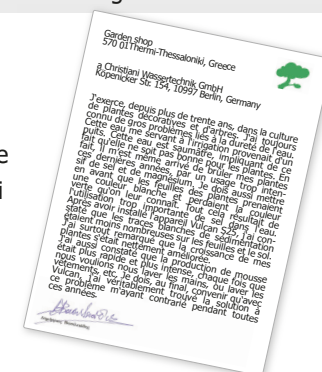 Garden shop
570 01Thermi-Thessaloniki, Greece
a Christiani Wassertechnik GmbH
Köpenicker Str. 154, 10997 Berlin, Germany
J'exerce, depuis plus de trente ans, dans la culture
de plantes décoratives et d'arbres. J'ai toujours
connu de gros problèmes liés à la dureté de l'eau.
Cette eau me servant à l'irrigation provenait d'un
puits. Cette eau est saumâtre, impliquant de ce
fait qu'elle ne soit pas bonne pour les plantes. En
fait, il m'est même arrivé de brûler mes plantes
ces dernières années, par un usage trop inten-
sif de sel et de magnésium. Je dois aussi mettre
en avant que les feuilles des plantes prenaient
une couleur blanche et perdaient la couleur
verte qu'on leur connait. Tout cela résultait de
l'utilisation trop importante de sel dans l'eau.
Après avoir installé l'appareil Vulcan S25, j'ai con-
staté que les traces blanches de sédimentation
étaient moins nombreuses sur les feuilles et le sol.
J'ai surtout remarqué que la croissance de mes
plantes s'était nettement améliorée.
J'ai aussi constaté que la production de mousse
était plus rapide et plus intense, chaque fois que
nous voulions nous laver les mains, ou laver les
vêtements, etc. Je dois, au final, convenir qu'avec
Vulcan, j'ai véritablement trouvé la solution à
ce problème m'ayant contrarié pendant toutes
ces années.
e
i